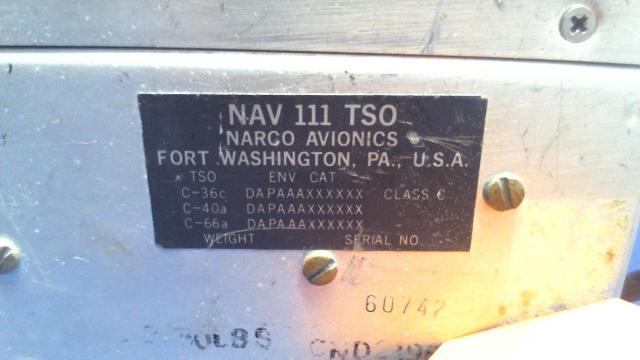 NAV 111 TSO
NARCO AVIONICS
FORT WASHINGTON, PA., U.S.A.
TSO ENV CAT
C-36c DAPAAAXXXXXX CLASS C
C-40a DAPAAAXXXXXX
C-66a DAPAAAXXXXXX
WEIGHT SERIAL NO.
60742